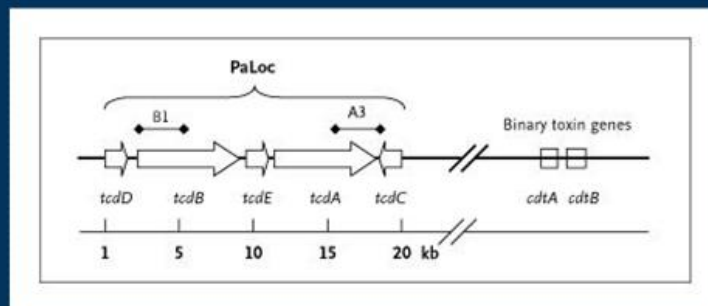 PaLoc
B1 A3
Binary toxin genes
tcdD tcdB tcdE tcdA tcdC cdtA cdtB
1 5 10 15 20 kb